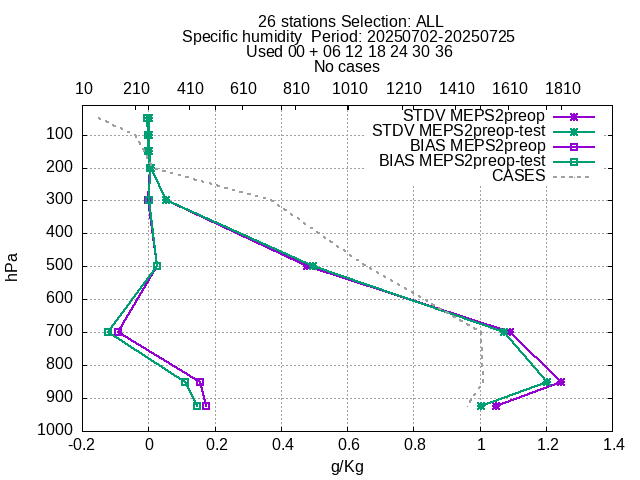 26 stations Selection: ALL
Specific humidity  Period: 20250702-20250725
Used 00 + 06 12 18 24 30 36
No cases
10 210 410 610 810 1010 1210 1410 1610 1810
STDV MEPS2preop
STDV MEPS2preop-test
BIAS MEPS2preop
BIAS MEPS2preop-test
CASES
100
200
300
400
500
600
700
800
900
1000
hPa
-0.2 0 0.2 0.4 0.6 0.8 1 1.2 1.4
g/Kg